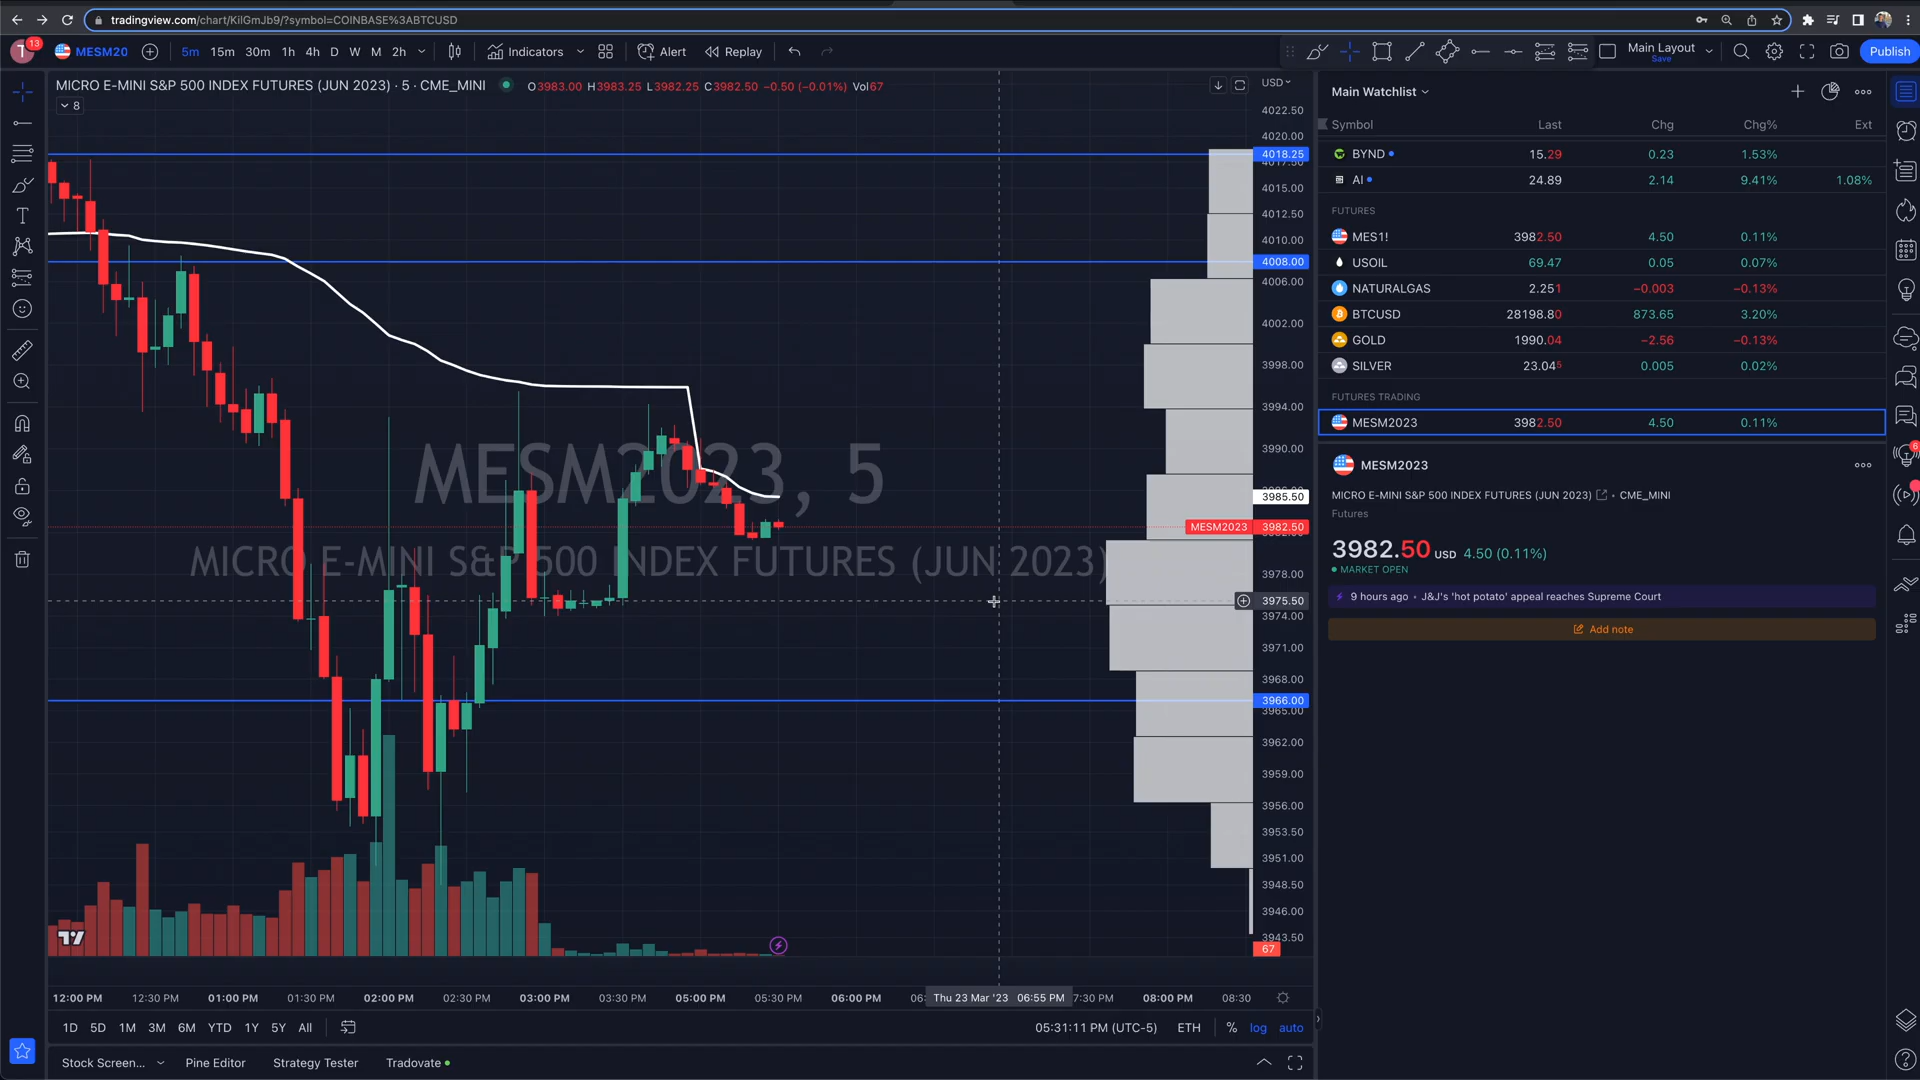 tradingview.com/chart/KilGmJb9/?symbol=COINBASE%3ABTCUSD
T 13 MESM20 5m 15m 30m 1h 4h D W M 2h Indicators Alert Replay Main Layout Save Publish
MICRO E-MINI S&P 500 INDEX FUTURES (JUN 2023) · 5 · CME_MINI O3983.00 H3983.25 L3982.25 C3982.50 −0.50 (−0.01%) Vol67
8
USD
4022.50
4020.00
4018.25
4015.00
4012.50
4010.00
4008.00
4006.00
4002.00
3998.00
3994.00
3990.00
3985.50
MESM2023 3982.50
3978.00
3975.50
3974.00
3971.00
3968.00
3966.00
3965.00
3962.00
3959.00
3956.00
3953.50
3951.00
3948.50
3946.00
3943.50
67
MESM2023, 5
MICRO E-MINI S&P 500 INDEX FUTURES (JUN 2023)
12:00 PM 12:30 PM 01:00 PM 01:30 PM 02:00 PM 02:30 PM 03:00 PM 03:30 PM 05:00 PM 05:30 PM 06:00 PM 06: Thu 23 Mar '23 06:55 PM 7:30 PM 08:00 PM 08:30
1D 5D 1M 3M 6M YTD 1Y 5Y All 05:31:11 PM (UTC-5) ETH % log auto
Stock Screen... Pine Editor Strategy Tester Tradovate
Main Watchlist
Symbol Last Chg Chg% Ext
BYND 15.29 0.23 1.53%
AI 24.89 2.14 9.41% 1.08%
FUTURES
MES1! 3982.50 4.50 0.11%
USOIL 69.47 0.05 0.07%
NATURALGAS 2.251 −0.003 −0.13%
BTCUSD 28198.80 873.65 3.20%
GOLD 1990.04 −2.56 −0.13%
SILVER 23.045 0.005 0.02%
FUTURES TRADING
MESM2023 3982.50 4.50 0.11%
MESM2023
MICRO E-MINI S&P 500 INDEX FUTURES (JUN 2023) · CME_MINI
Futures
3982.50 USD 4.50 (0.11%)
MARKET OPEN
9 hours ago · J&J's 'hot potato' appeal reaches Supreme Court
Add note
6